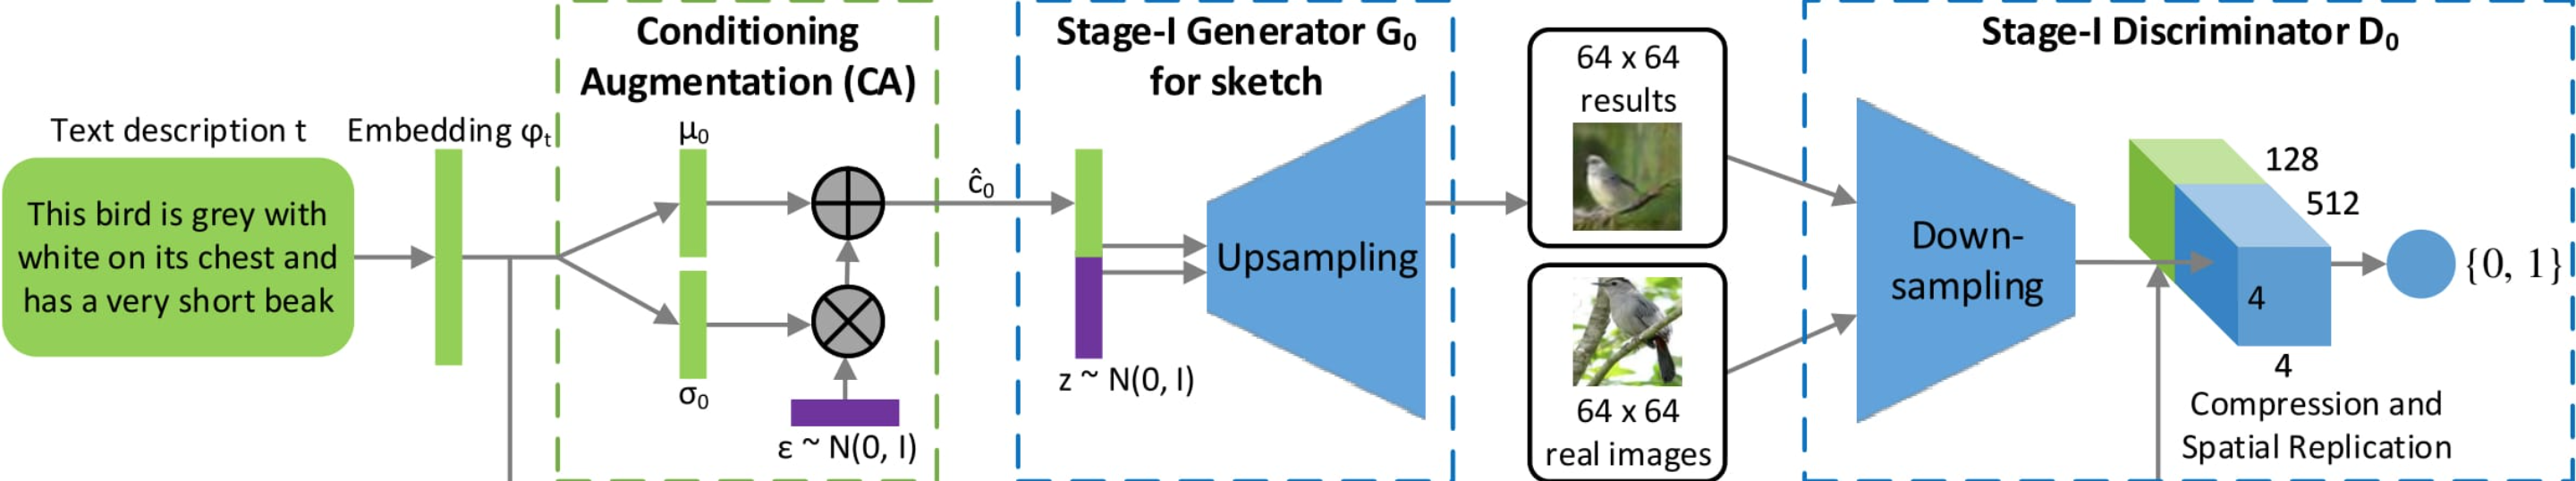 Text description t
This bird is grey with
white on its chest and
has a very short beak
Embedding φt
Conditioning
Augmentation (CA)
μ0
σ0
ε ~ N(0, I)
ĉ0
Stage-I Generator G0
for sketch
z ~ N(0, I)
Upsampling
64 x 64
results
64 x 64
real images
Stage-I Discriminator D0
Down-
sampling
128
512
4
4
{0, 1}
Compression and
Spatial Replication